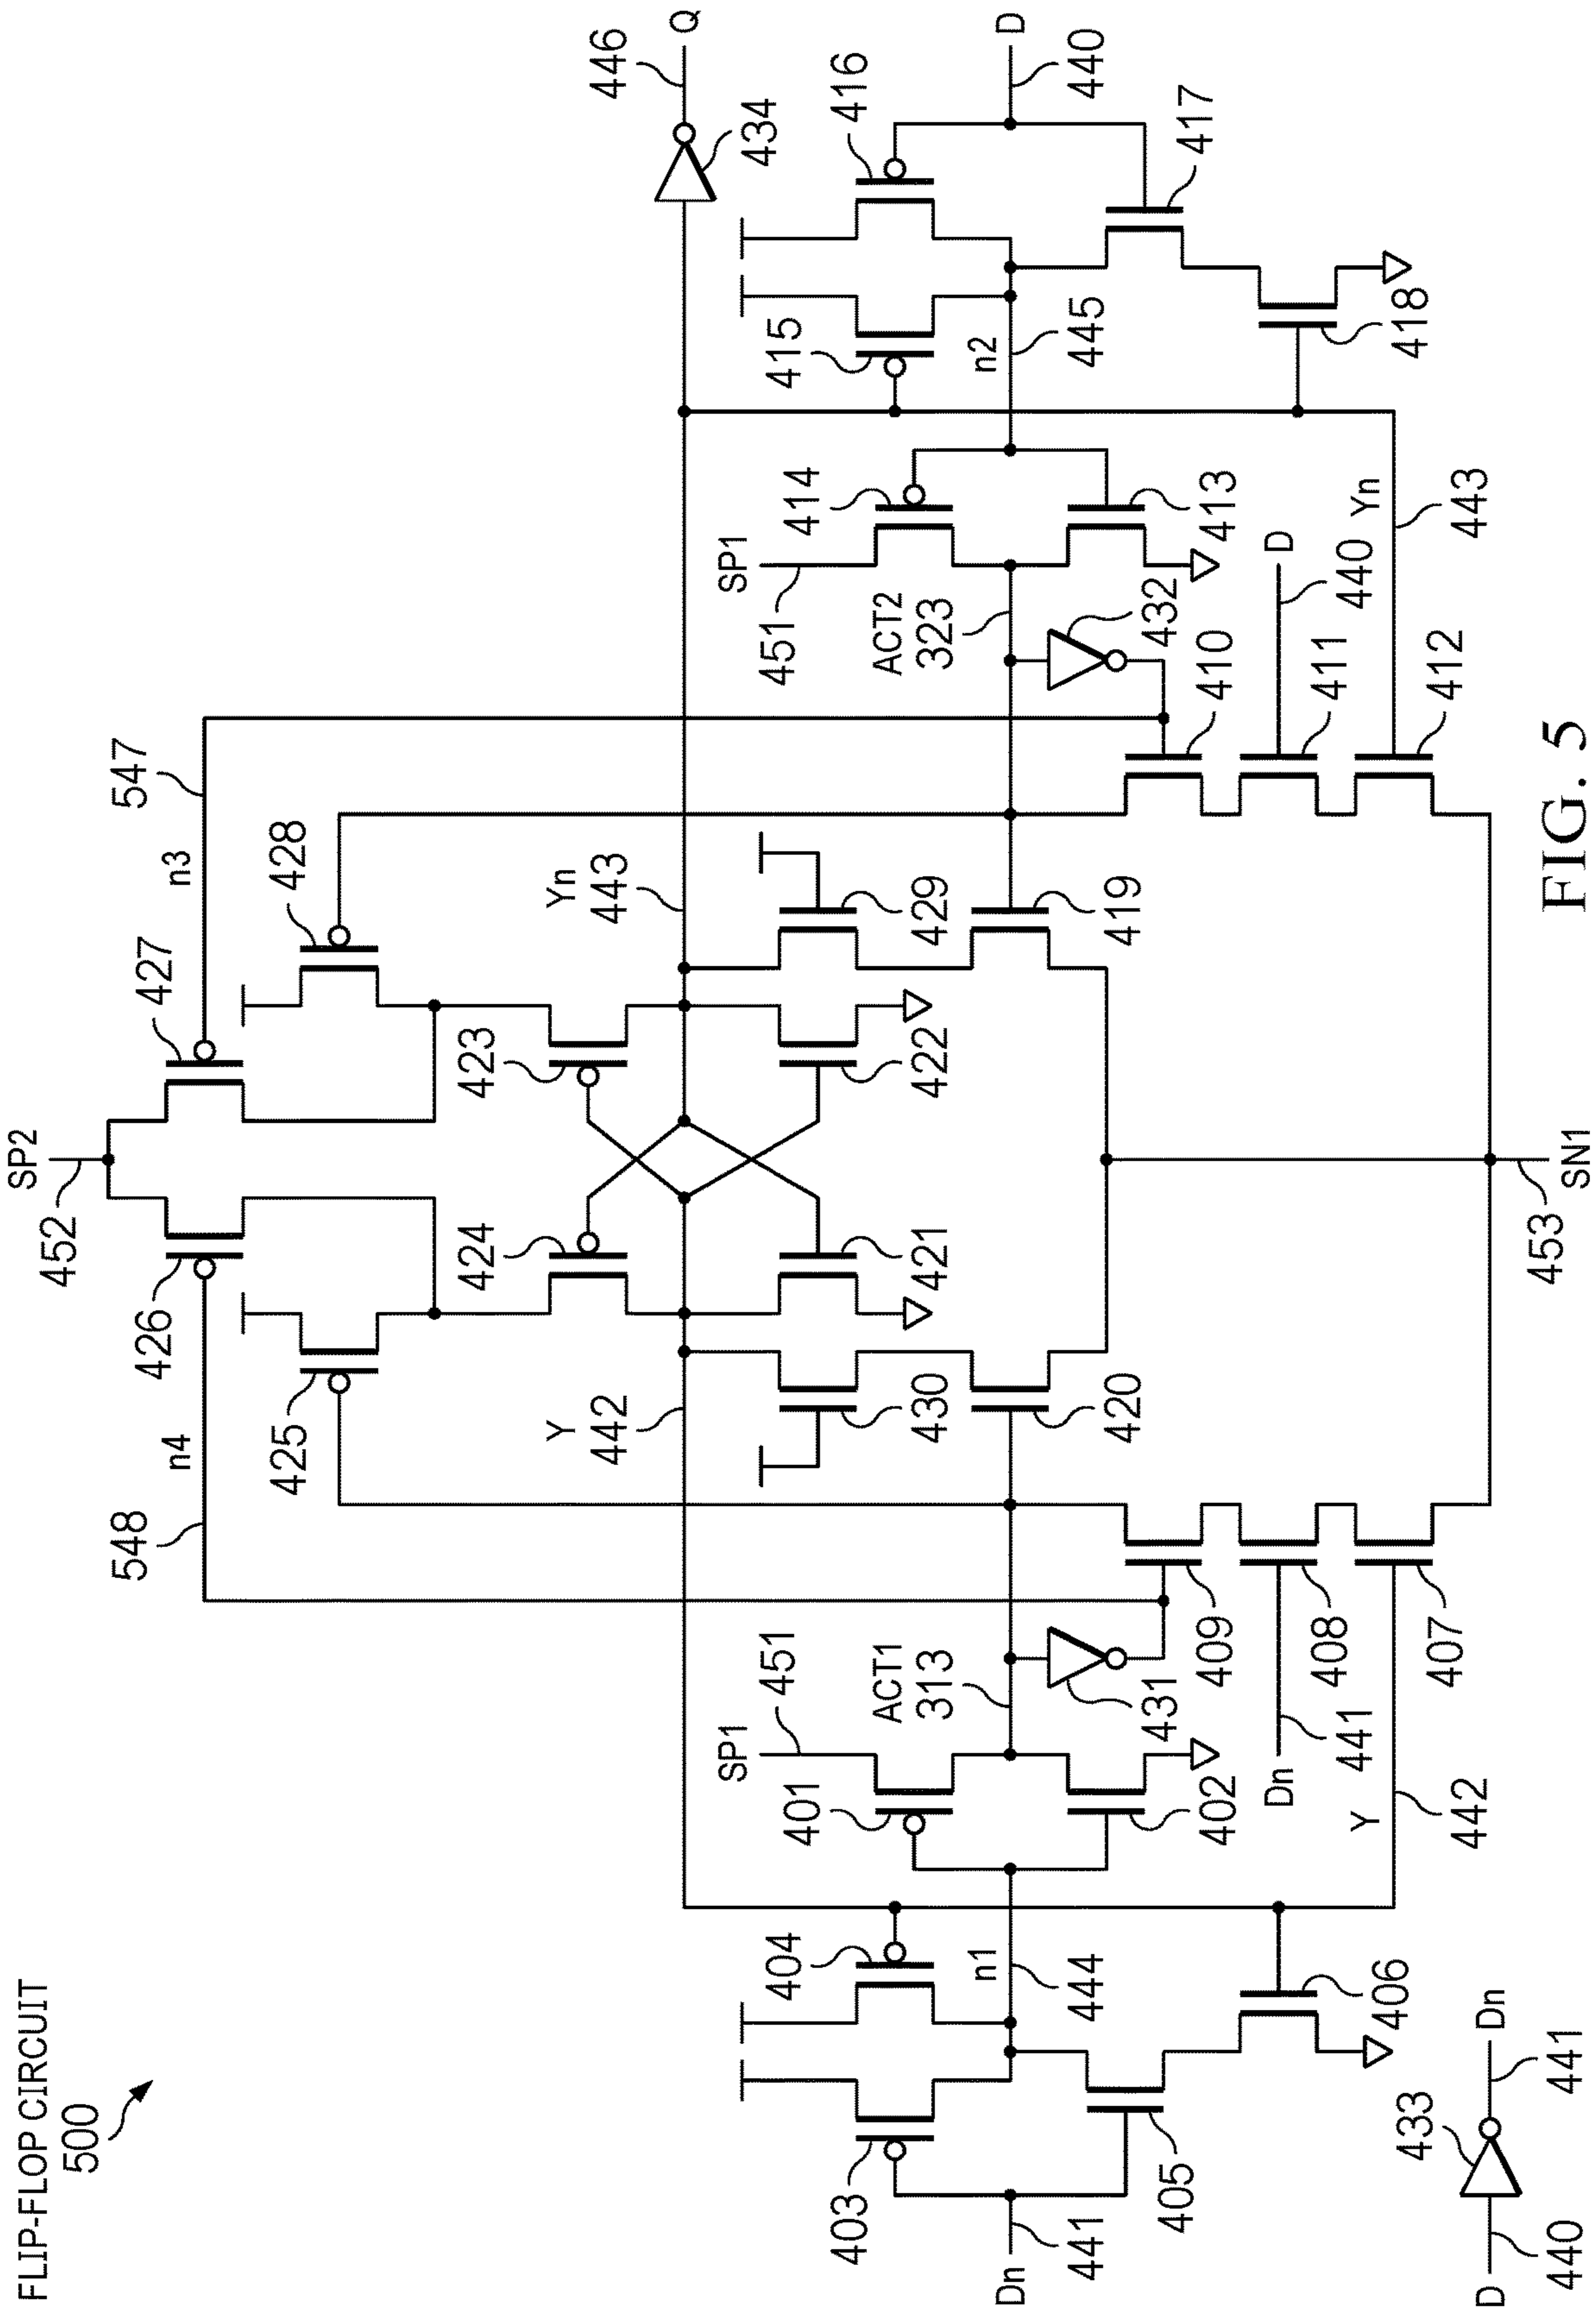 FLIP-FLOP CIRCUIT
500
SP2
452
426
427
n4
548
n3
547
425
428
424
423
Y
442
Yn
443
430
429
421
422
420
419
446
Q
434
SP1
451
401
402
ACT1
313
431
409
408
407
Dn
441
Y
442
404
403
n1
444
405
406
Dn
441
D
440
433
Dn
441
SP1
451
414
413
ACT2
323
432
410
411
412
D
440
Yn
443
415
416
n2
445
417
418
D
440
SN1
453
FIG. 5